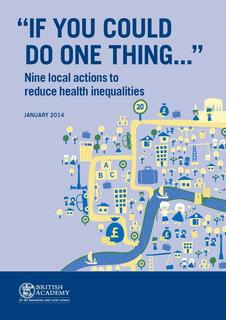 “IF YOU COULD
DO ONE THING...”
Nine local actions to
reduce health inequalities
JANUARY 2014
20
£
A B
B C
£
£
BRITISH
ACADEMY
for the humanities and social sciences